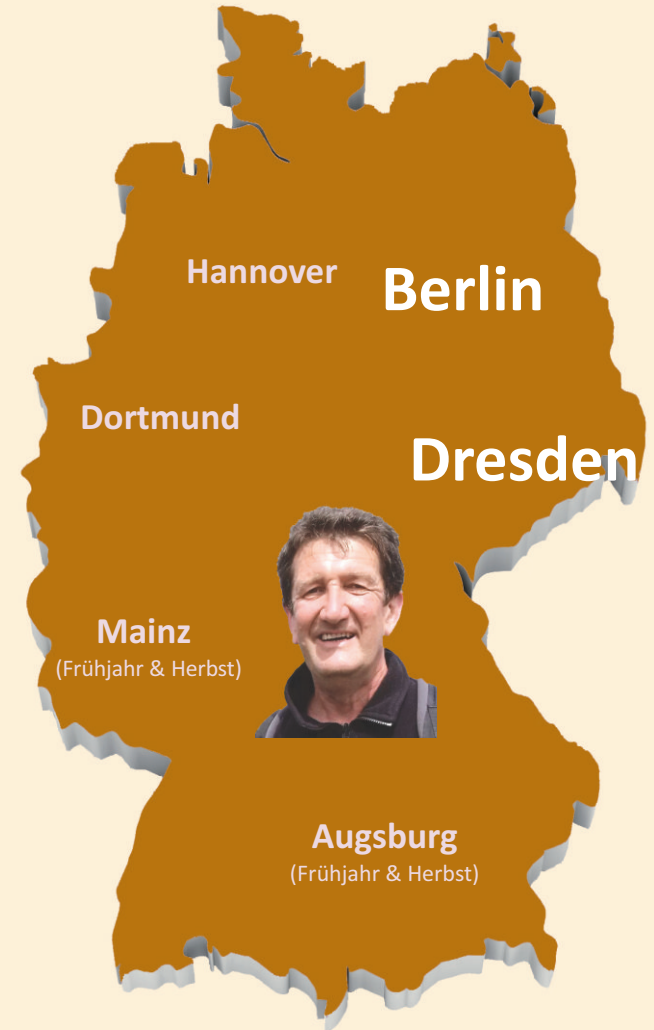 Hannover
Berlin
Dortmund
Dresden
Mainz
(Frühjahr & Herbst)
Augsburg
(Frühjahr & Herbst)